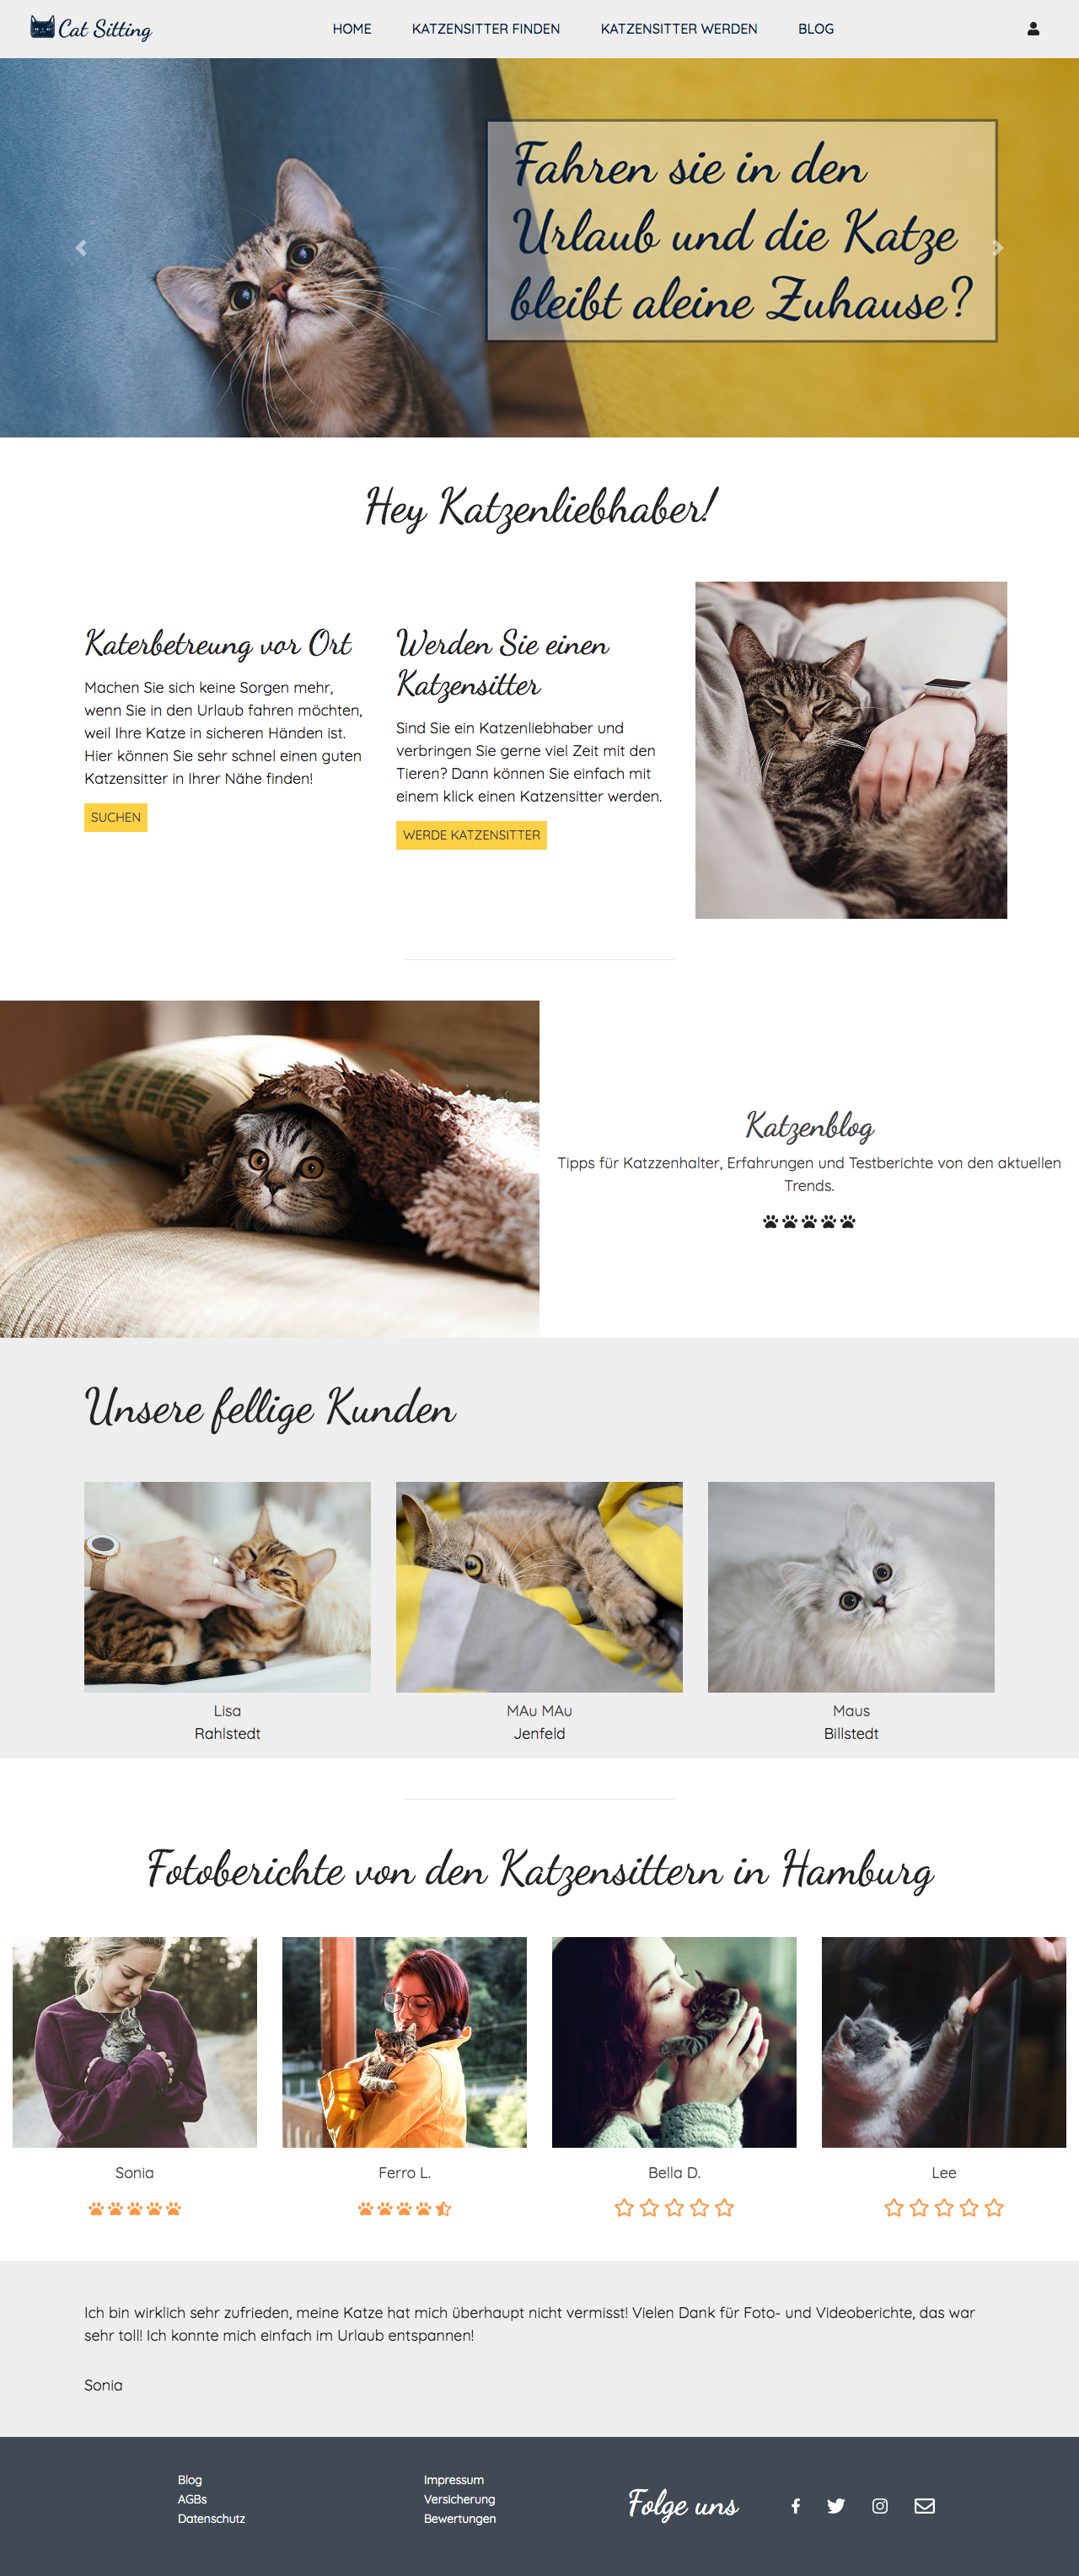 Cat Sitting
HOME
KATZENSITTER FINDEN
KATZENSITTER WERDEN
BLOG
Fahren sie in den
Urlaub und die Katze
bleibt aleine Zuhause?
Hey Katzenliebhaber!
Katerbetreung vor Ort
Machen Sie sich keine Sorgen mehr,
wenn Sie in den Urlaub fahren möchten,
weil Ihre Katze in sicheren Händen ist.
Hier können Sie sehr schnell einen guten
Katzensitter in Ihrer Nähe finden!
SUCHEN
Werden Sie einen
Katzensitter
Sind Sie ein Katzenliebhaber und
verbringen Sie gerne viel Zeit mit den
Tieren? Dann können Sie einfach mit
einem klick einen Katzensitter werden.
WERDE KATZENSITTER
Katzenblog
Tipps für Katzzenhalter, Erfahrungen und Testberichte von den aktuellen
Trends.
Unsere fellige Kunden
Lisa
Rahlstedt
MAu MAu
Jenfeld
Maus
Billstedt
Fotoberichte von den Katzensittern in Hamburg
Sonia
Ferro L.
Bella D.
Lee
Ich bin wirklich sehr zufrieden, meine Katze hat mich überhaupt nicht vermisst! Vielen Dank für Foto- und Videoberichte, das war
sehr toll! Ich konnte mich einfach im Urlaub entspannen!
Sonia
Blog
AGBs
Datenschutz
Impressum
Versicherung
Bewertungen
Folge uns